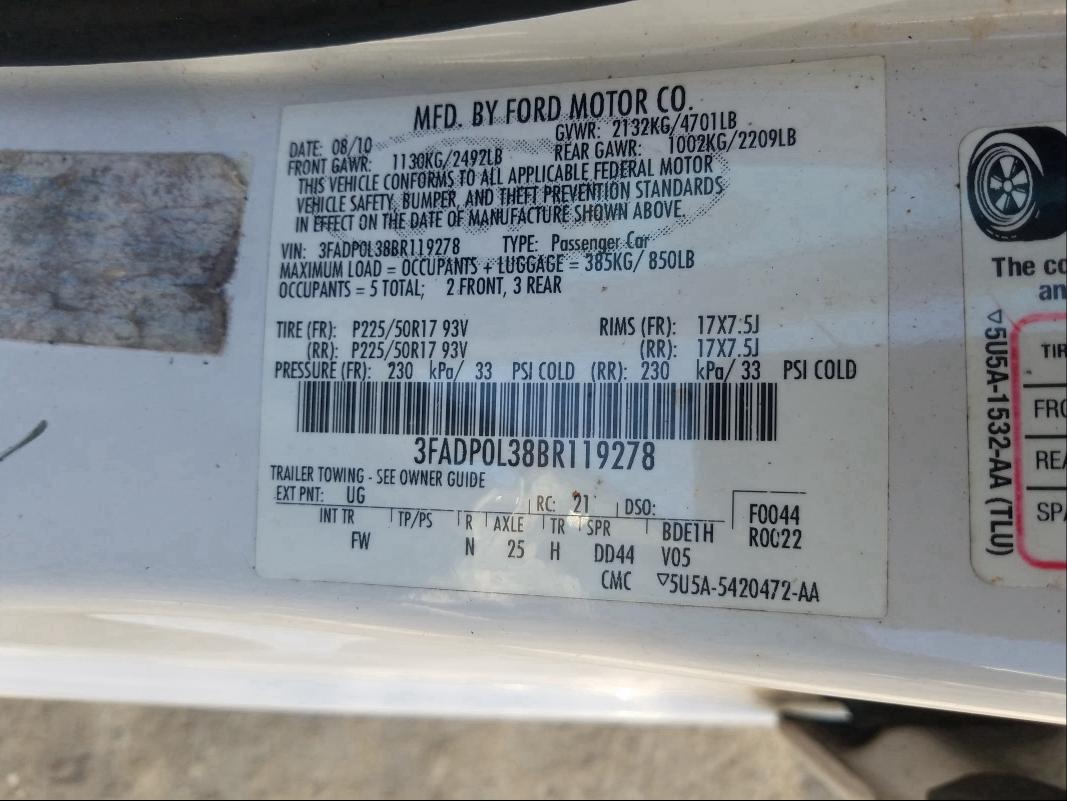 MFD. BY FORD MOTOR CO.
DATE: 08/10 GVWR: 2132KG/4701LB
FRONT GAWR: 1130KG/2492LB REAR GAWR: 1002KG/2209LB
THIS VEHICLE CONFORMS TO ALL APPLICABLE FEDERAL MOTOR
VEHICLE SAFETY, BUMPER, AND THEFT PREVENTION STANDARDS
IN EFFECT ON THE DATE OF MANUFACTURE SHOWN ABOVE.
VIN: 3FADP0L38BR119278 TYPE: Passenger Car
MAXIMUM LOAD = OCCUPANTS + LUGGAGE = 385KG/ 850LB
OCCUPANTS = 5 TOTAL; 2 FRONT, 3 REAR
TIRE (FR): P225/50R17 93V RIMS (FR): 17X7.5J
(RR): P225/50R17 93V (RR): 17X7.5J
PRESSURE (FR): 230 kPa/ 33 PSI COLD (RR): 230 kPa/ 33 PSI COLD
3FADP0L38BR119278
TRAILER TOWING - SEE OWNER GUIDE
EXT PNT: UG RC: 21 DSO: F0044
INT TR TP/PS R AXLE TR SPR BDE1H R0C22
FW N 25 H DD44 V05
CMC ▽5U5A-5420472-AA
The co
an
▽5U5A-1532-AA (TLU)
TIR
FRO
REA
SPA